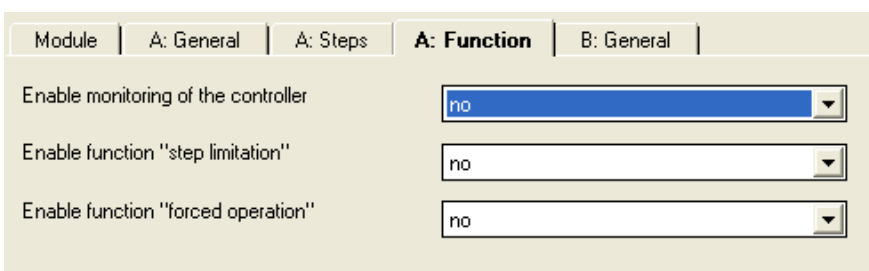 Module A: General A: Steps A: Function B: General
Enable monitoring of the controller no
Enable function "step limitation" no
Enable function "forced operation" no